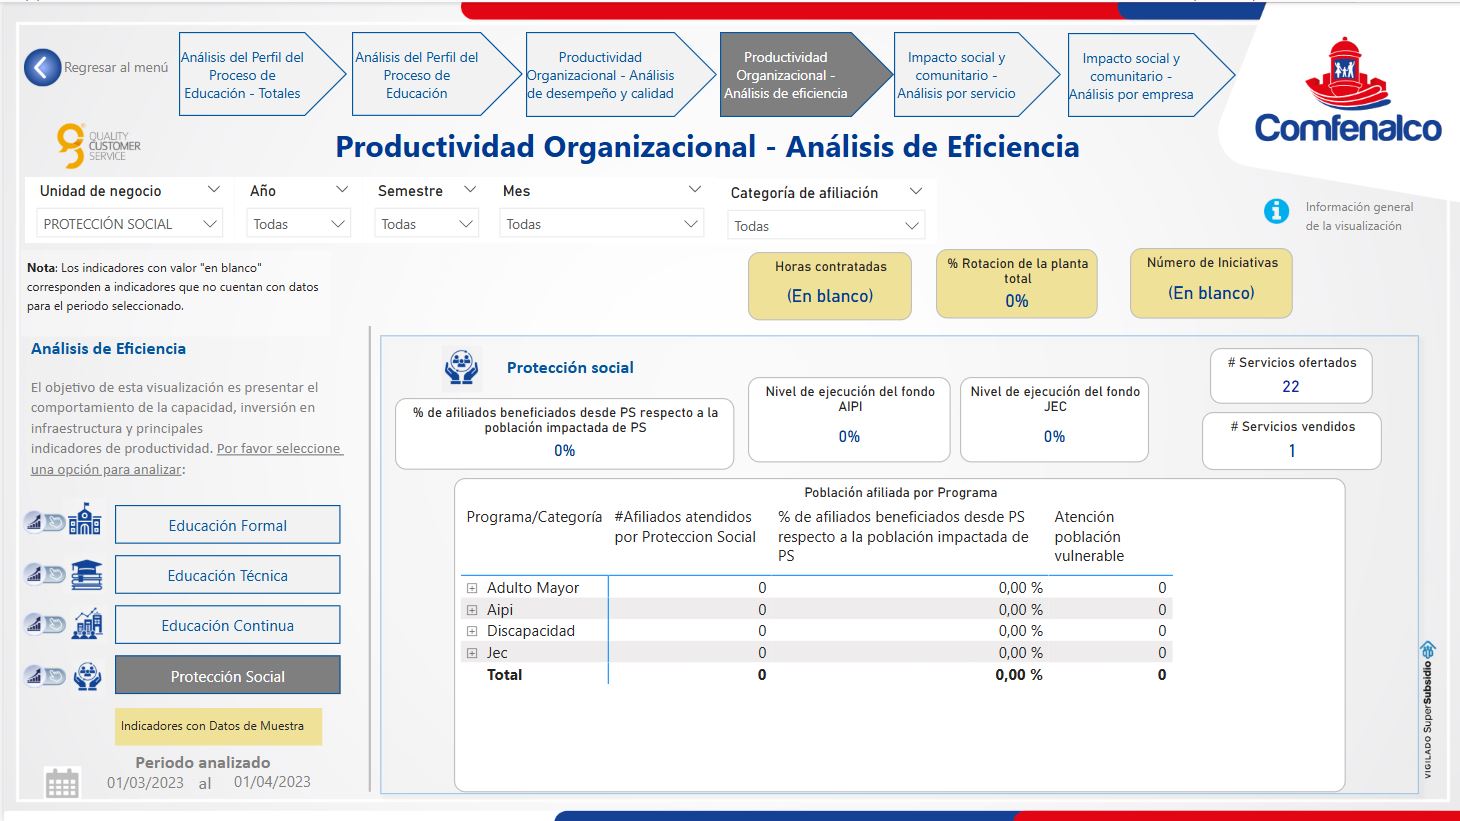 Regresar al menú
Análisis del Perfil del
Proceso de
Educación - Totales
Análisis del Perfil del
Proceso de
Educación
Productividad
Organizacional - Análisis
de desempeño y calidad
Productividad
Organizacional -
Análisis de eficiencia
Impacto social y
comunitario -
Análisis por servicio
Impacto social y
comunitario -
Análisis por empresa
Comfenalco
QUALITY
CUSTOMER
SERVICE
Productividad Organizacional - Análisis de Eficiencia
Unidad de negocio
PROTECCIÓN SOCIAL
Año
Todas
Semestre
Todas
Mes
Todas
Categoría de afiliación
Todas
Información general
de la visualización
Nota: Los indicadores con valor "en blanco"
corresponden a indicadores que no cuentan con datos
para el periodo seleccionado.
Horas contratadas
(En blanco)
% Rotacion de la planta
total
0%
Número de Iniciativas
(En blanco)
Análisis de Eficiencia
El objetivo de esta visualización es presentar el
comportamiento de la capacidad, inversión en
infraestructura y principales
indicadores de productividad. Por favor seleccione
una opción para analizar:
Educación Formal
Educación Técnica
Educación Continua
Protección Social
Indicadores con Datos de Muestra
Periodo analizado
01/03/2023 al 01/04/2023
Protección social
% de afiliados beneficiados desde PS respecto a la
población impactada de PS
0%
Nivel de ejecución del fondo
AIPI
0%
Nivel de ejecución del fondo
JEC
0%
# Servicios ofertados
22
# Servicios vendidos
1
Población afiliada por Programa
Programa/Categoría
#Afiliados atendidos
por Proteccion Social
% de afiliados beneficiados desde PS
respecto a la población impactada de
PS
Atención
población
vulnerable
Adulto Mayor 0 0,00 % 0
Aipi 0 0,00 % 0
Discapacidad 0 0,00 % 0
Jec 0 0,00 % 0
Total 0 0,00 % 0
VIGILADO SuperSubsidio